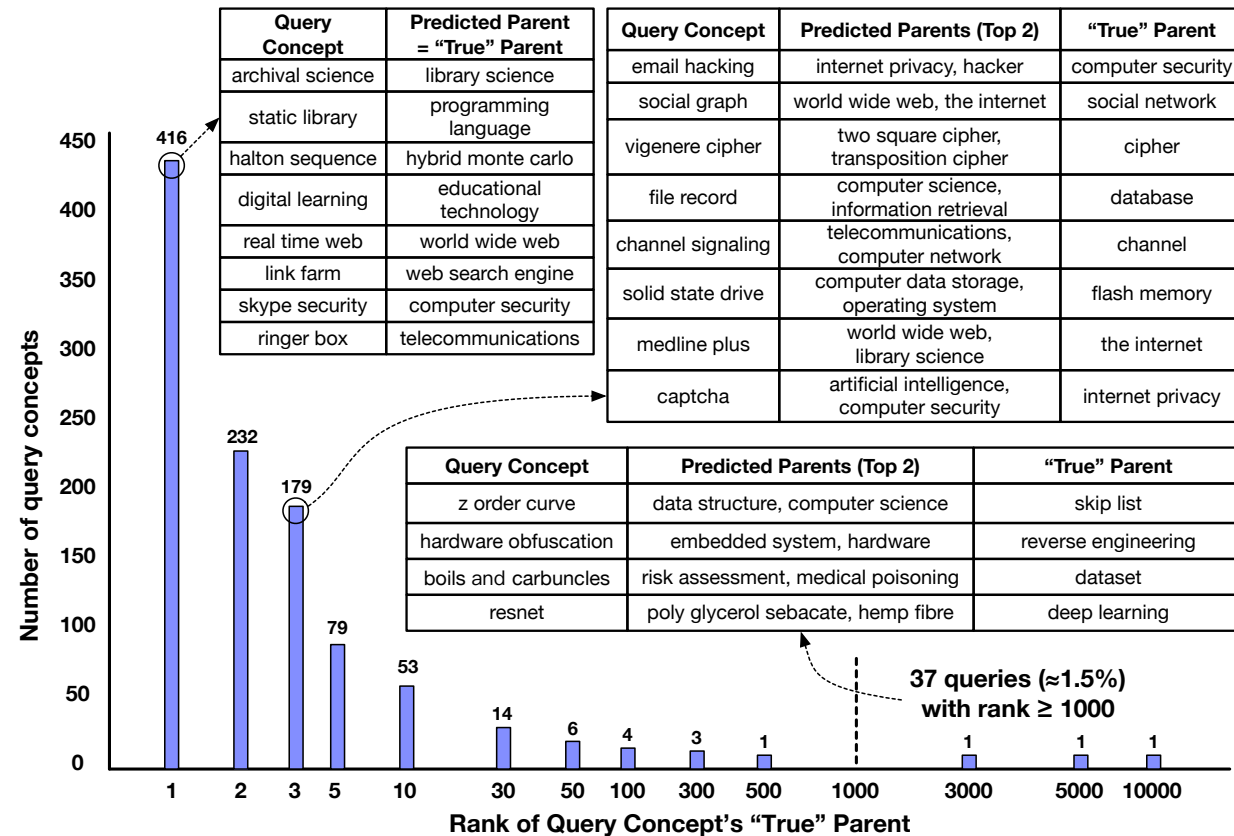 Query Concept
Predicted Parent = "True" Parent
archival science
library science
static library
programming language
halton sequence
hybrid monte carlo
digital learning
educational technology
real time web
world wide web
link farm
web search engine
skype security
computer security
ringer box
telecommunications
Query Concept
Predicted Parents (Top 2)
"True" Parent
email hacking
internet privacy, hacker
computer security
social graph
world wide web, the internet
social network
vigenere cipher
two square cipher,
transposition cipher
cipher
file record
computer science,
information retrieval
database
channel signaling
telecommunications,
computer network
channel
solid state drive
computer data storage,
operating system
flash memory
medline plus
world wide web,
library science
the internet
captcha
artificial intelligence,
computer security
internet privacy
Query Concept
Predicted Parents (Top 2)
"True" Parent
z order curve
data structure, computer science
skip list
hardware obfuscation
embedded system, hardware
reverse engineering
boils and carbuncles
risk assessment, medical poisoning
dataset
resnet
poly glycerol sebacate, hemp fibre
deep learning
37 queries (≈1.5%)
with rank ≥ 1000
Number of query concepts
450
400
350
300
250
200
150
100
50
0
416
232
179
79
53
14
6
4
3
1
1
1
1
1
2
3
5
10
30
50
100
300
500
1000
3000
5000
10000
Rank of Query Concept's "True" Parent